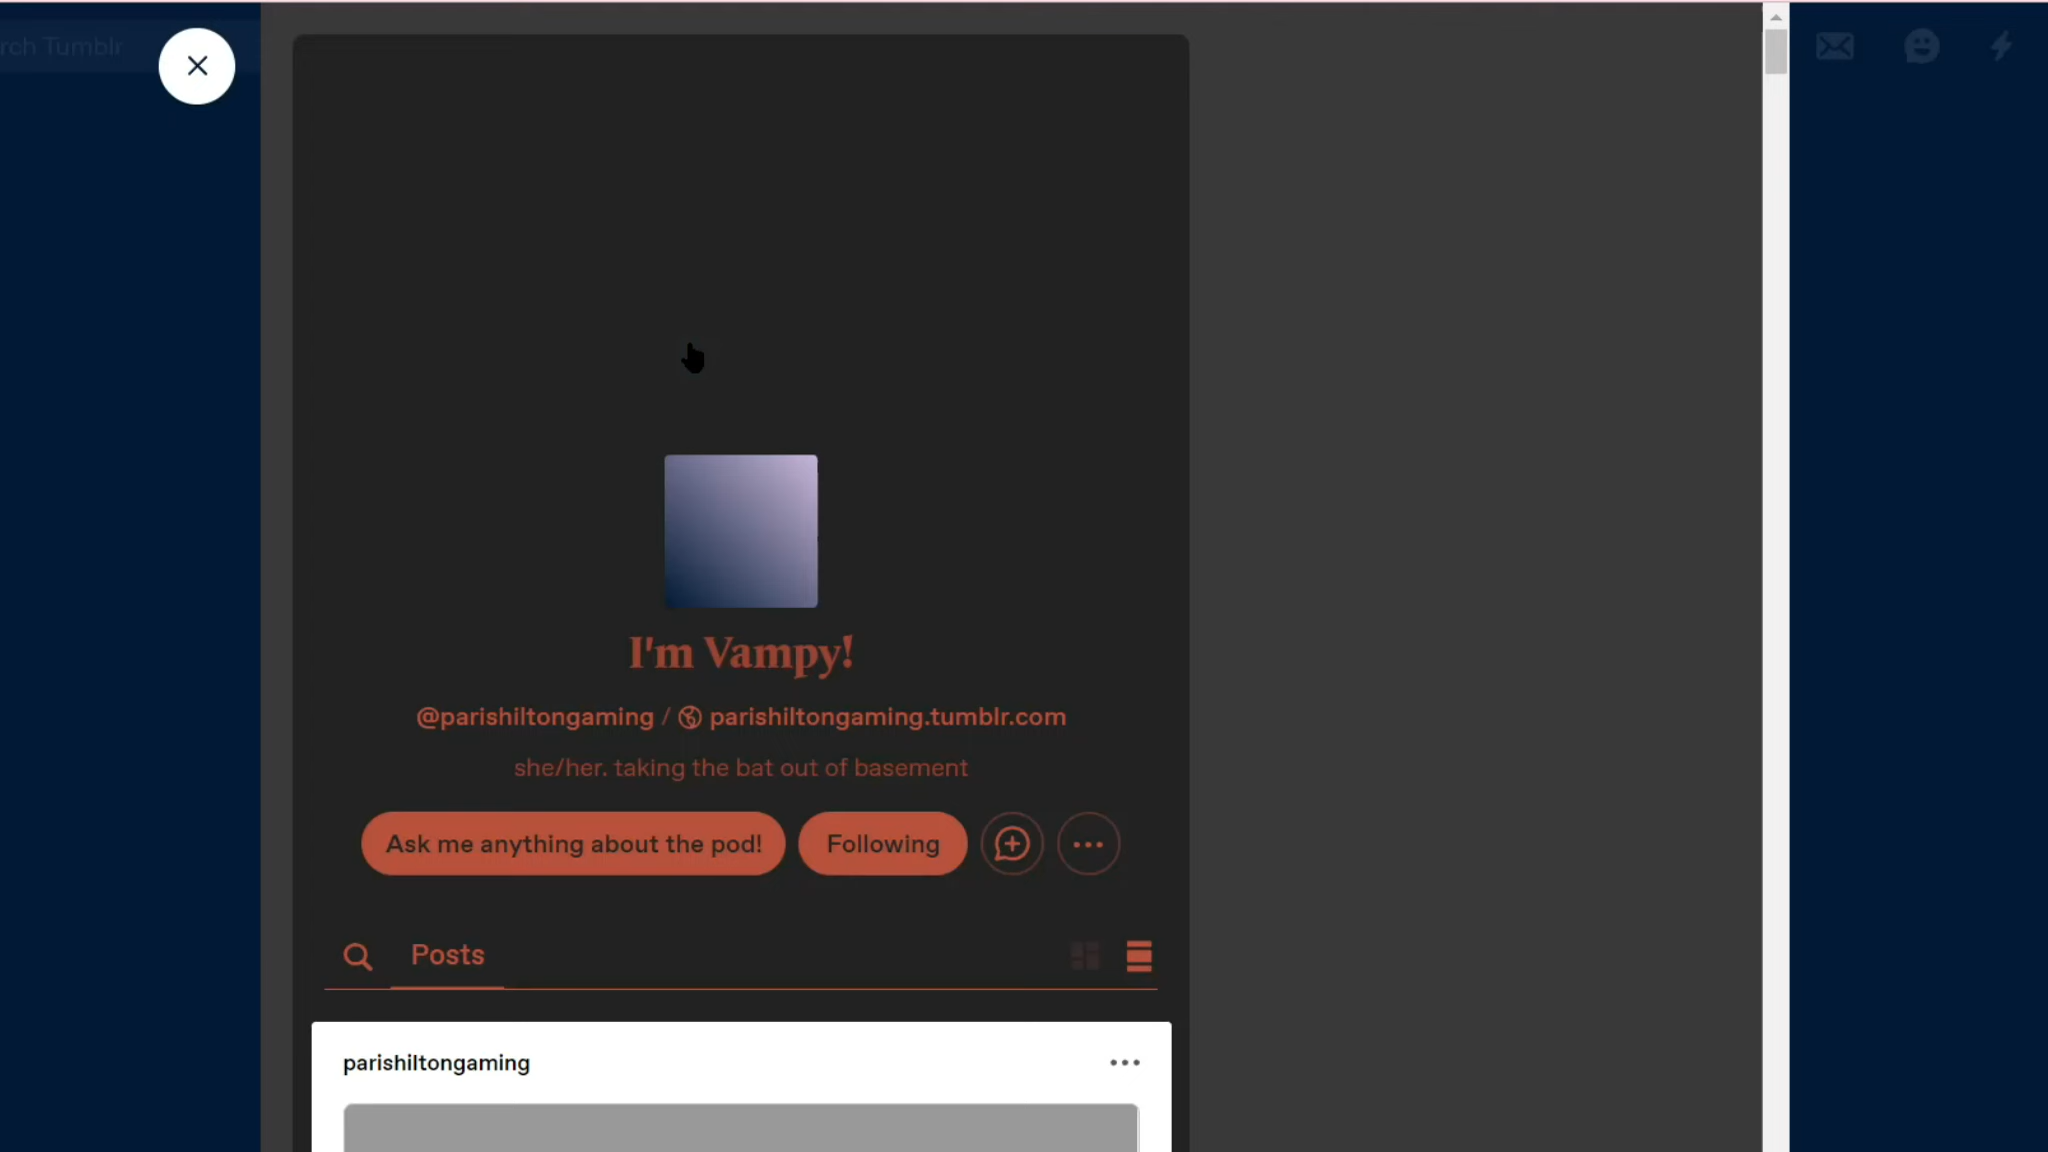 rch Tumblr
I'm Vampy!
@parishiltongaming / parishiltongaming.tumblr.com
she/her. taking the bat out of basement
Ask me anything about the pod! Following
Posts
parishiltongaming